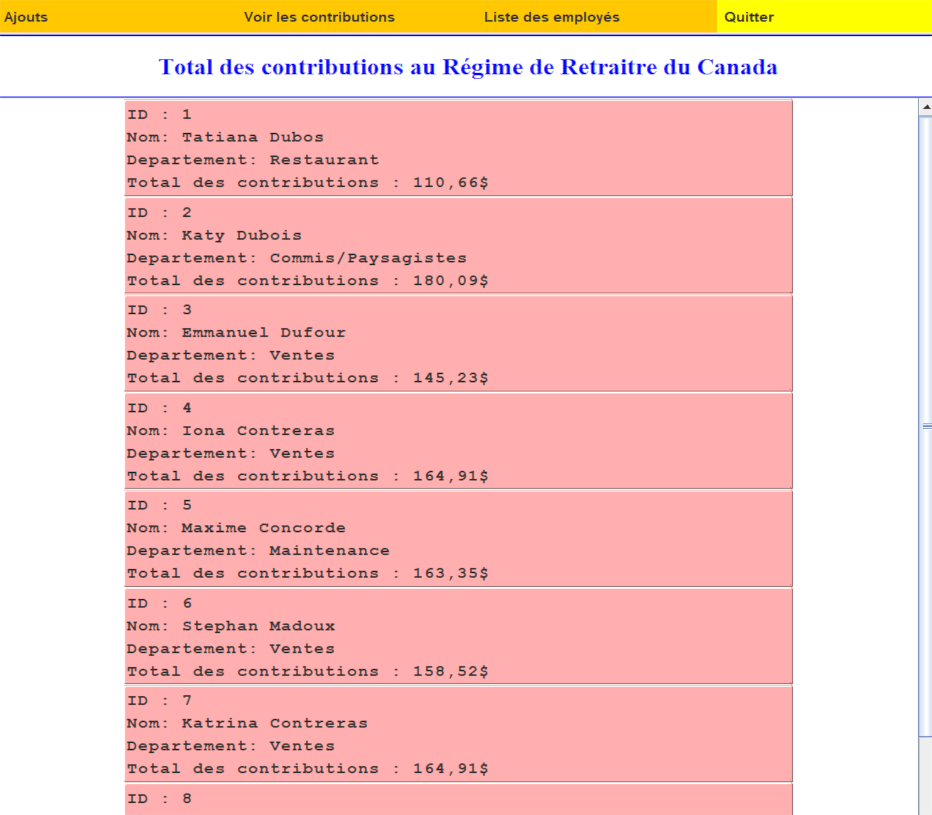 Ajouts Voir les contributions Liste des employés Quitter
Total des contributions au Régime de Retraitre du Canada
ID : 1
Nom: Tatiana Dubos
Departement: Restaurant
Total des contributions : 110,66$
ID : 2
Nom: Katy Dubois
Departement: Commis/Paysagistes
Total des contributions : 180,09$
ID : 3
Nom: Emmanuel Dufour
Departement: Ventes
Total des contributions : 145,23$
ID : 4
Nom: Iona Contreras
Departement: Ventes
Total des contributions : 164,91$
ID : 5
Nom: Maxime Concorde
Departement: Maintenance
Total des contributions : 163,35$
ID : 6
Nom: Stephan Madoux
Departement: Ventes
Total des contributions : 158,52$
ID : 7
Nom: Katrina Contreras
Departement: Ventes
Total des contributions : 164,91$
ID : 8